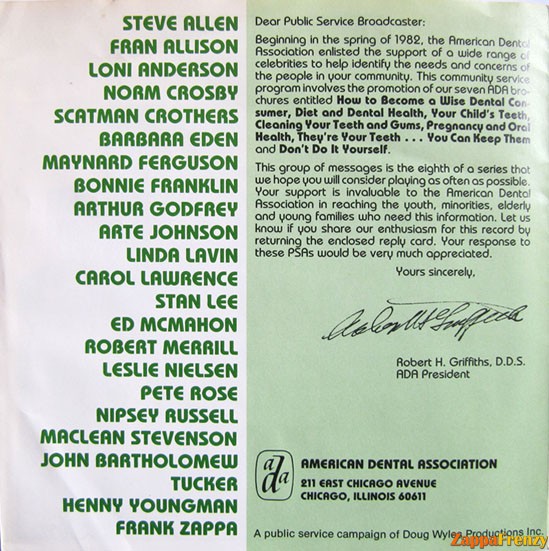 STEVE ALLEN
FRAN ALLISON
LONI ANDERSON
NORM CROSBY
SCATMAN CROTHERS
BARBARA EDEN
MAYNARD FERGUSON
BONNIE FRANKLIN
ARTHUR GODFREY
ARTE JOHNSON
LINDA LAVIN
CAROL LAWRENCE
STAN LEE
ED MCMAHON
ROBERT MERRILL
LESLIE NIELSEN
PETE ROSE
NIPSEY RUSSELL
MACLEAN STEVENSON
JOHN BARTHOLOMEW
TUCKER
HENNY YOUNGMAN
FRANK ZAPPA
Dear Public Service Broadcaster:
Beginning in the spring of 1982, the American Dental
Association enlisted the support of a wide range of
celebrities to help identify the needs and concerns of
the people in your community. This community service
program involves the promotion of our seven ADA bro-
chures entitled How to Become a Wise Dental Con-
sumer, Diet and Dental Health, Your Child's Teeth,
Cleaning Your Teeth and Gums, Pregnancy and Oral
Health, They're Your Teeth . . . You Can Keep Them
and Don't Do It Yourself.
This group of messages is the eighth of a series that
we hope you will consider playing as often as possible.
Your support is invaluable to the American Dental
Association in reaching the youth, minorities, elderly
and young families who need this information. Let us
know if you share our enthusiasm for this record by
returning the enclosed reply card. Your response to
these PSAs would be very much appreciated.
Yours sincerely,
Robert H. Griffiths, D.D.S.
ADA President
ada
AMERICAN DENTAL ASSOCIATION
211 EAST CHICAGO AVENUE
CHICAGO, ILLINOIS 60611
A public service campaign of Doug Wyles Productions Inc.
ZappaFrenzy